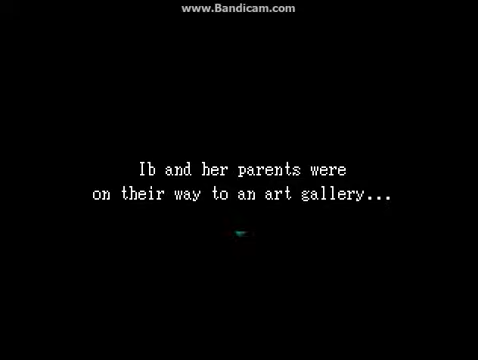 www.Bandicam.com
Ib and her parents were
on their way to an art gallery...